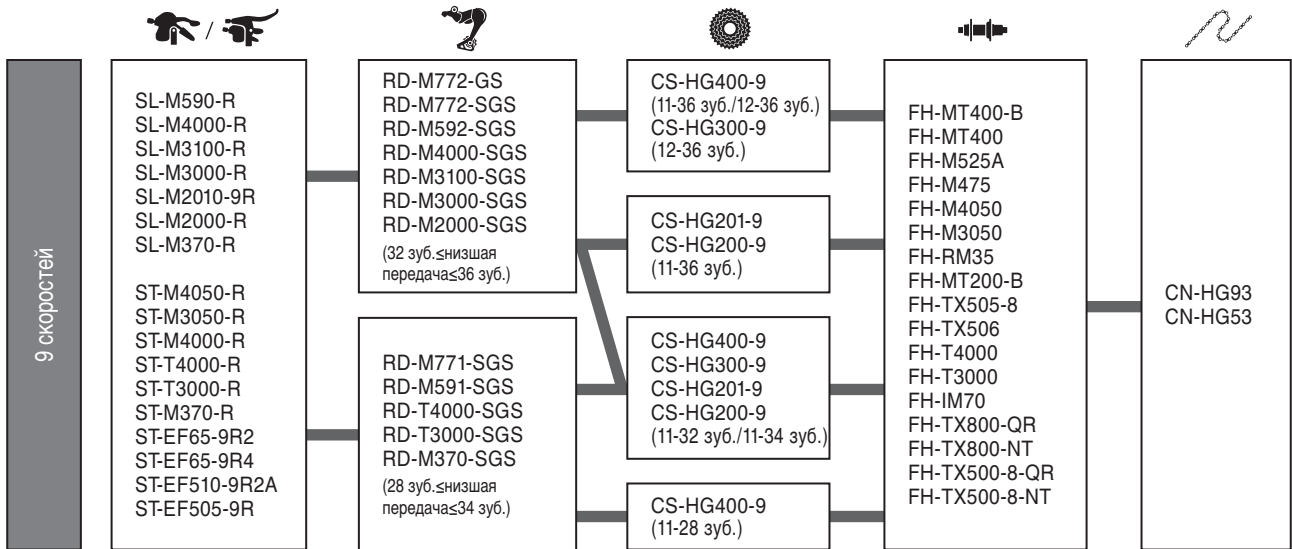 /
9 скоростей
SL-M590-R
SL-M4000-R
SL-M3100-R
SL-M3000-R
SL-M2010-9R
SL-M2000-R
SL-M370-R
ST-M4050-R
ST-M3050-R
ST-M4000-R
ST-T4000-R
ST-T3000-R
ST-M370-R
ST-EF65-9R2
ST-EF65-9R4
ST-EF510-9R2A
ST-EF505-9R
RD-M772-GS
RD-M772-SGS
RD-M592-SGS
RD-M4000-SGS
RD-M3100-SGS
RD-M3000-SGS
RD-M2000-SGS
(32 зуб.≤низшая
передача≤36 зуб.)
RD-M771-SGS
RD-M591-SGS
RD-T4000-SGS
RD-T3000-SGS
RD-M370-SGS
(28 зуб.≤низшая
передача≤34 зуб.)
CS-HG400-9
(11-36 зуб./12-36 зуб.)
CS-HG300-9
(12-36 зуб.)
CS-HG201-9
CS-HG200-9
(11-36 зуб.)
CS-HG400-9
CS-HG300-9
CS-HG201-9
CS-HG200-9
(11-32 зуб./11-34 зуб.)
CS-HG400-9
(11-28 зуб.)
FH-MT400-B
FH-MT400
FH-M525A
FH-M475
FH-M4050
FH-M3050
FH-RM35
FH-MT200-B
FH-TX505-8
FH-TX506
FH-T4000
FH-T3000
FH-IM70
FH-TX800-QR
FH-TX800-NT
FH-TX500-8-QR
FH-TX500-8-NT
CN-HG93
CN-HG53